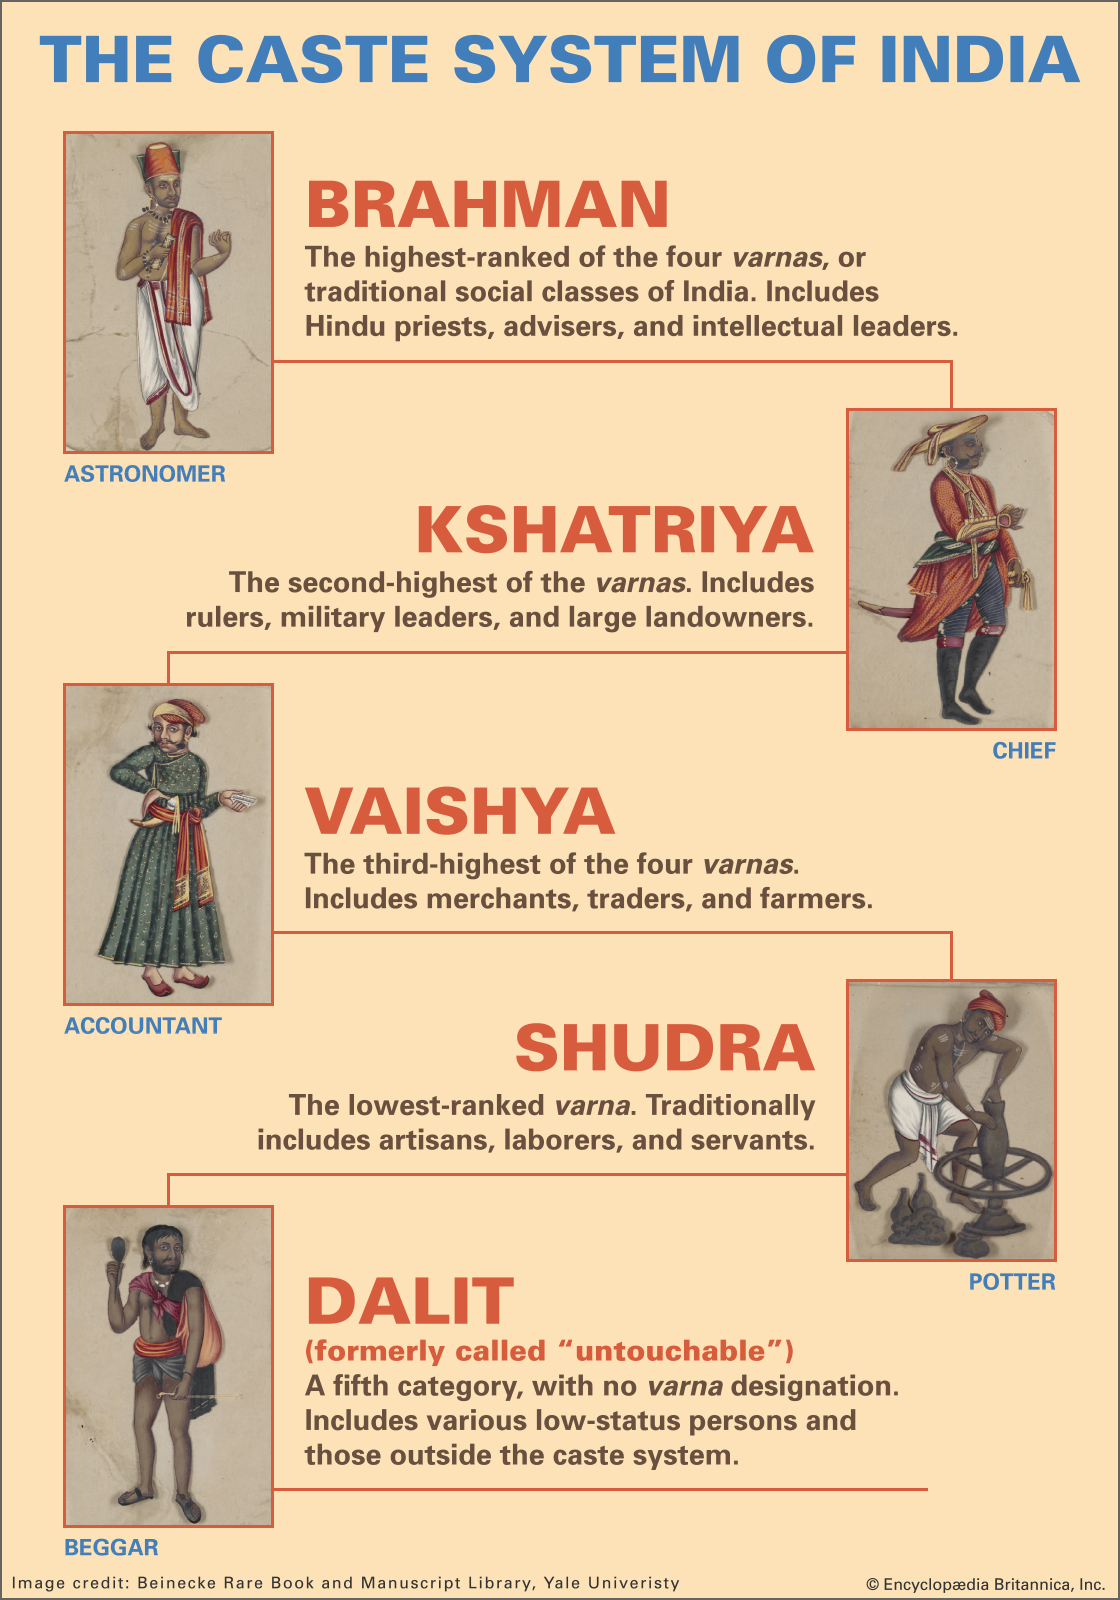 THE CASTE SYSTEM OF INDIA
BRAHMAN
The highest-ranked of the four varnas, or
traditional social classes of India. Includes
Hindu priests, advisers, and intellectual leaders.
ASTRONOMER
KSHATRIYA
The second-highest of the varnas. Includes
rulers, military leaders, and large landowners.
CHIEF
VAISHYA
The third-highest of the four varnas.
Includes merchants, traders, and farmers.
ACCOUNTANT
SHUDRA
The lowest-ranked varna. Traditionally
includes artisans, laborers, and servants.
POTTER
DALIT
(formerly called “untouchable”)
A fifth category, with no varna designation.
Includes various low-status persons and
those outside the caste system.
BEGGAR
Image credit: Beinecke Rare Book and Manuscript Library, Yale Univeristy
© Encyclopædia Britannica, Inc.